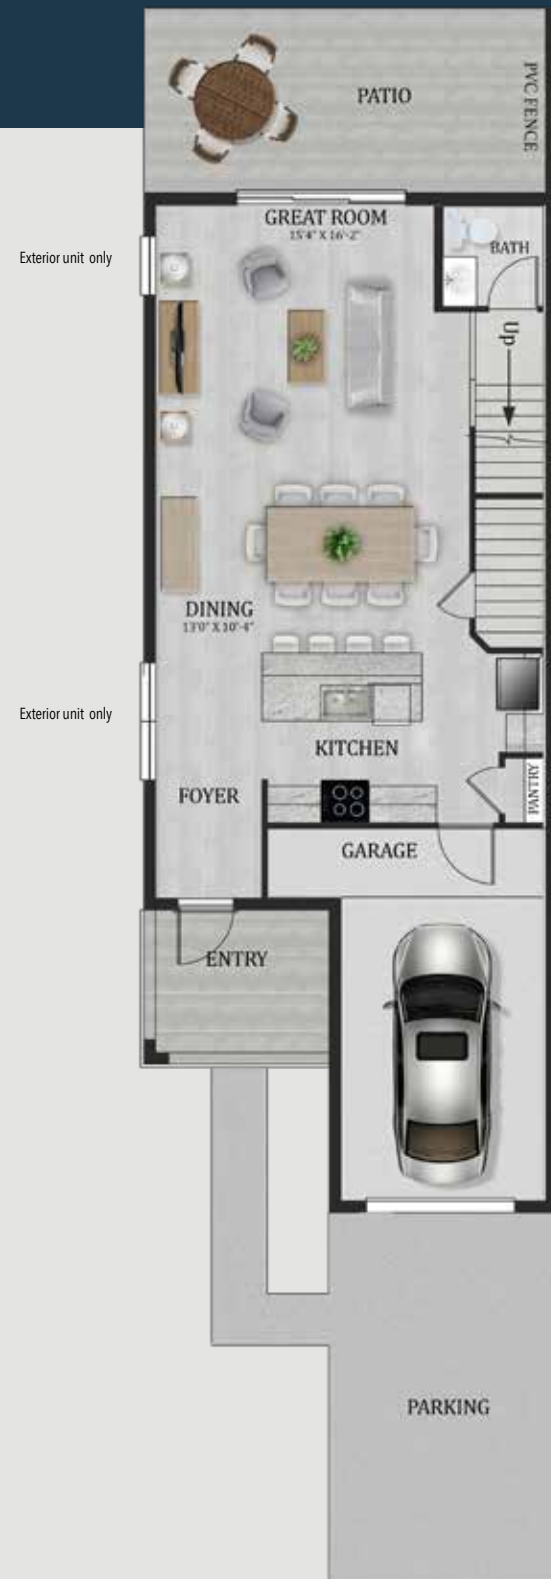 PATIO
PVC FENCE
GREAT ROOM
15'4" X 16'-2"
BATH
Exterior unit only
Up
DINING
13'0" X 10'-4"
Exterior unit only
KITCHEN
PANTRY
FOYER
GARAGE
ENTRY
PARKING